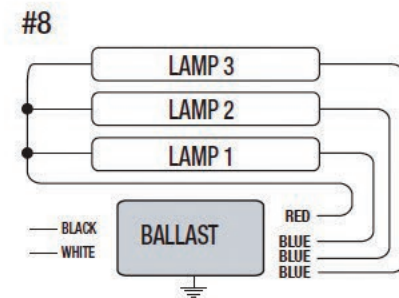 #8
LAMP 3
LAMP 2
LAMP 1
RED
BLACK
BALLAST
BLUE
WHITE
BLUE
BLUE